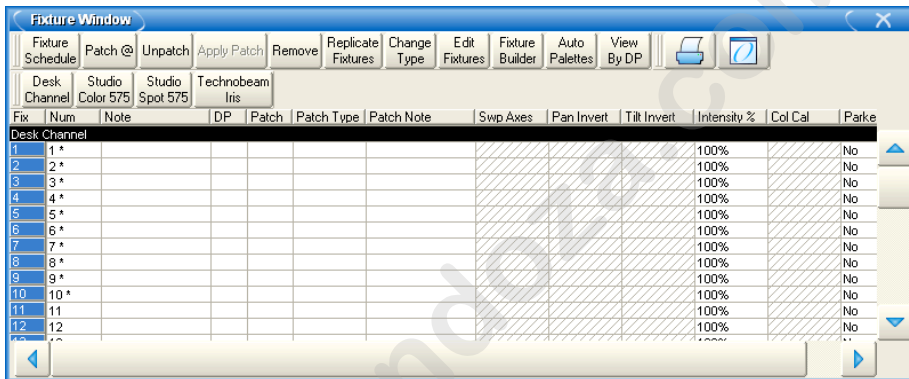 Fixture Window
Fixture Schedule Patch @ Unpatch Apply Patch Remove Replicate Fixtures Change Type Edit Fixtures Fixture Builder Auto Palettes View By DP
Desk Channel Studio Color 575 Studio Spot 575 Technobeam Iris
Fix Num Note DP Patch Patch Type Patch Note Swp Axes Pan Invert Tilt Invert Intensity % Col Cal Parke
Desk Channel
1 1 * 100% No
2 2 * 100% No
3 3 * 100% No
4 4 * 100% No
5 5 * 100% No
6 6 * 100% No
7 7 * 100% No
8 8 * 100% No
9 9 * 100% No
10 10 * 100% No
11 11 100% No
12 12 100% No